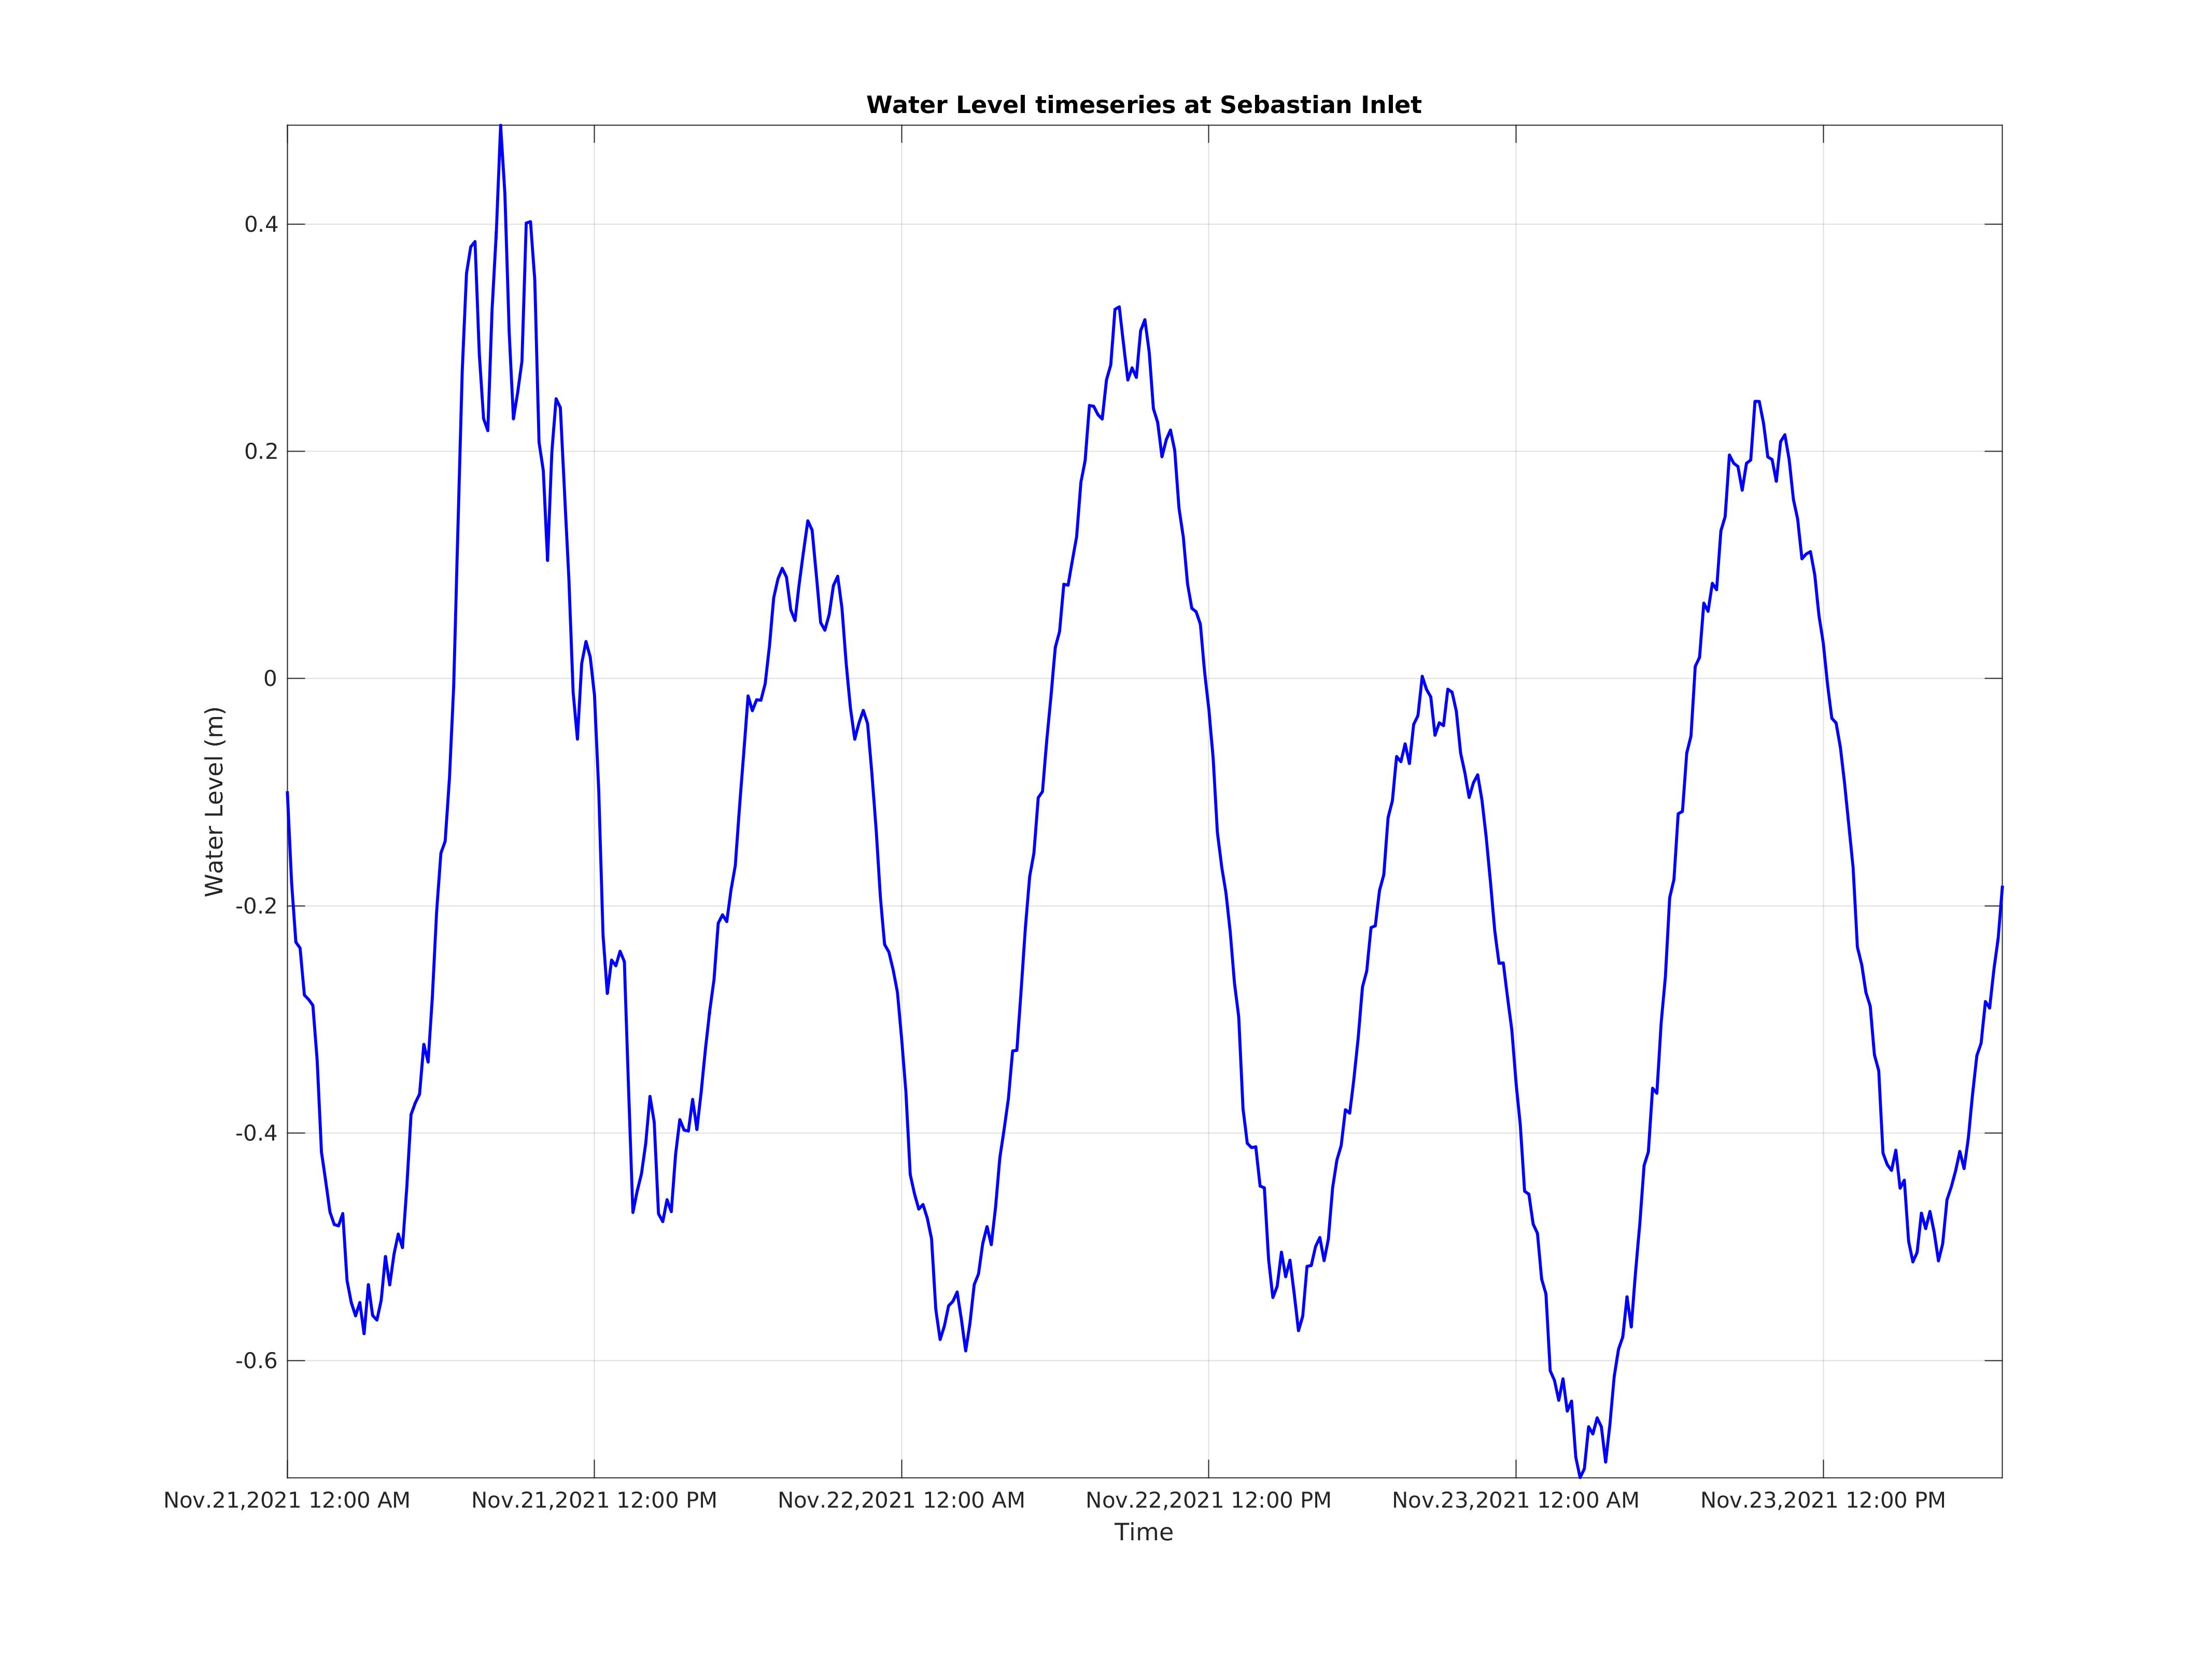 Water Level timeseries at Sebastian Inlet
0.4
0.2
0
-0.2
-0.4
-0.6
Water Level (m)
Nov.21,2021 12:00 AM
Nov.21,2021 12:00 PM
Nov.22,2021 12:00 AM
Nov.22,2021 12:00 PM
Nov.23,2021 12:00 AM
Nov.23,2021 12:00 PM
Time